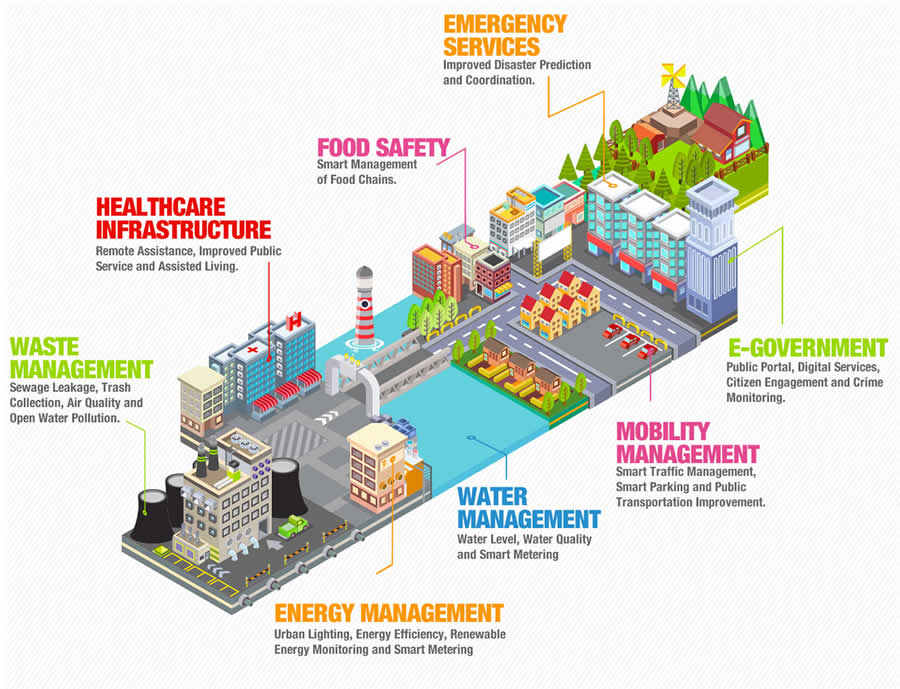 EMERGENCY
SERVICES
Improved Disaster Prediction
and Coordination.
FOOD SAFETY
Smart Management
of Food Chains.
HEALTHCARE
INFRASTRUCTURE
Remote Assistance, Improved Public
Service and Assisted Living.
H
WASTE
MANAGEMENT
Sewage Leakage, Trash
Collection, Air Quality and
Open Water Pollution.
E-GOVERNMENT
Public Portal, Digital Services,
Citizen Engagement and Crime
Monitoring.
MOBILITY
MANAGEMENT
Smart Traffic Management,
Smart Parking and Public
Transportation Improvement.
WATER
MANAGEMENT
Water Level, Water Quality
and Smart Metering
ENERGY MANAGEMENT
Urban Lighting, Energy Efficiency, Renewable
Energy Monitoring and Smart Metering